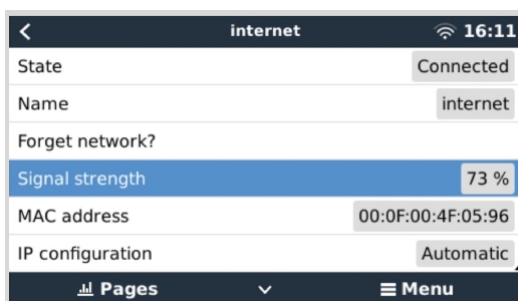 internet 16:11
State Connected
Name internet
Forget network?
Signal strength 73 %
MAC address 00:0F:00:4F:05:96
IP configuration Automatic
Pages Menu